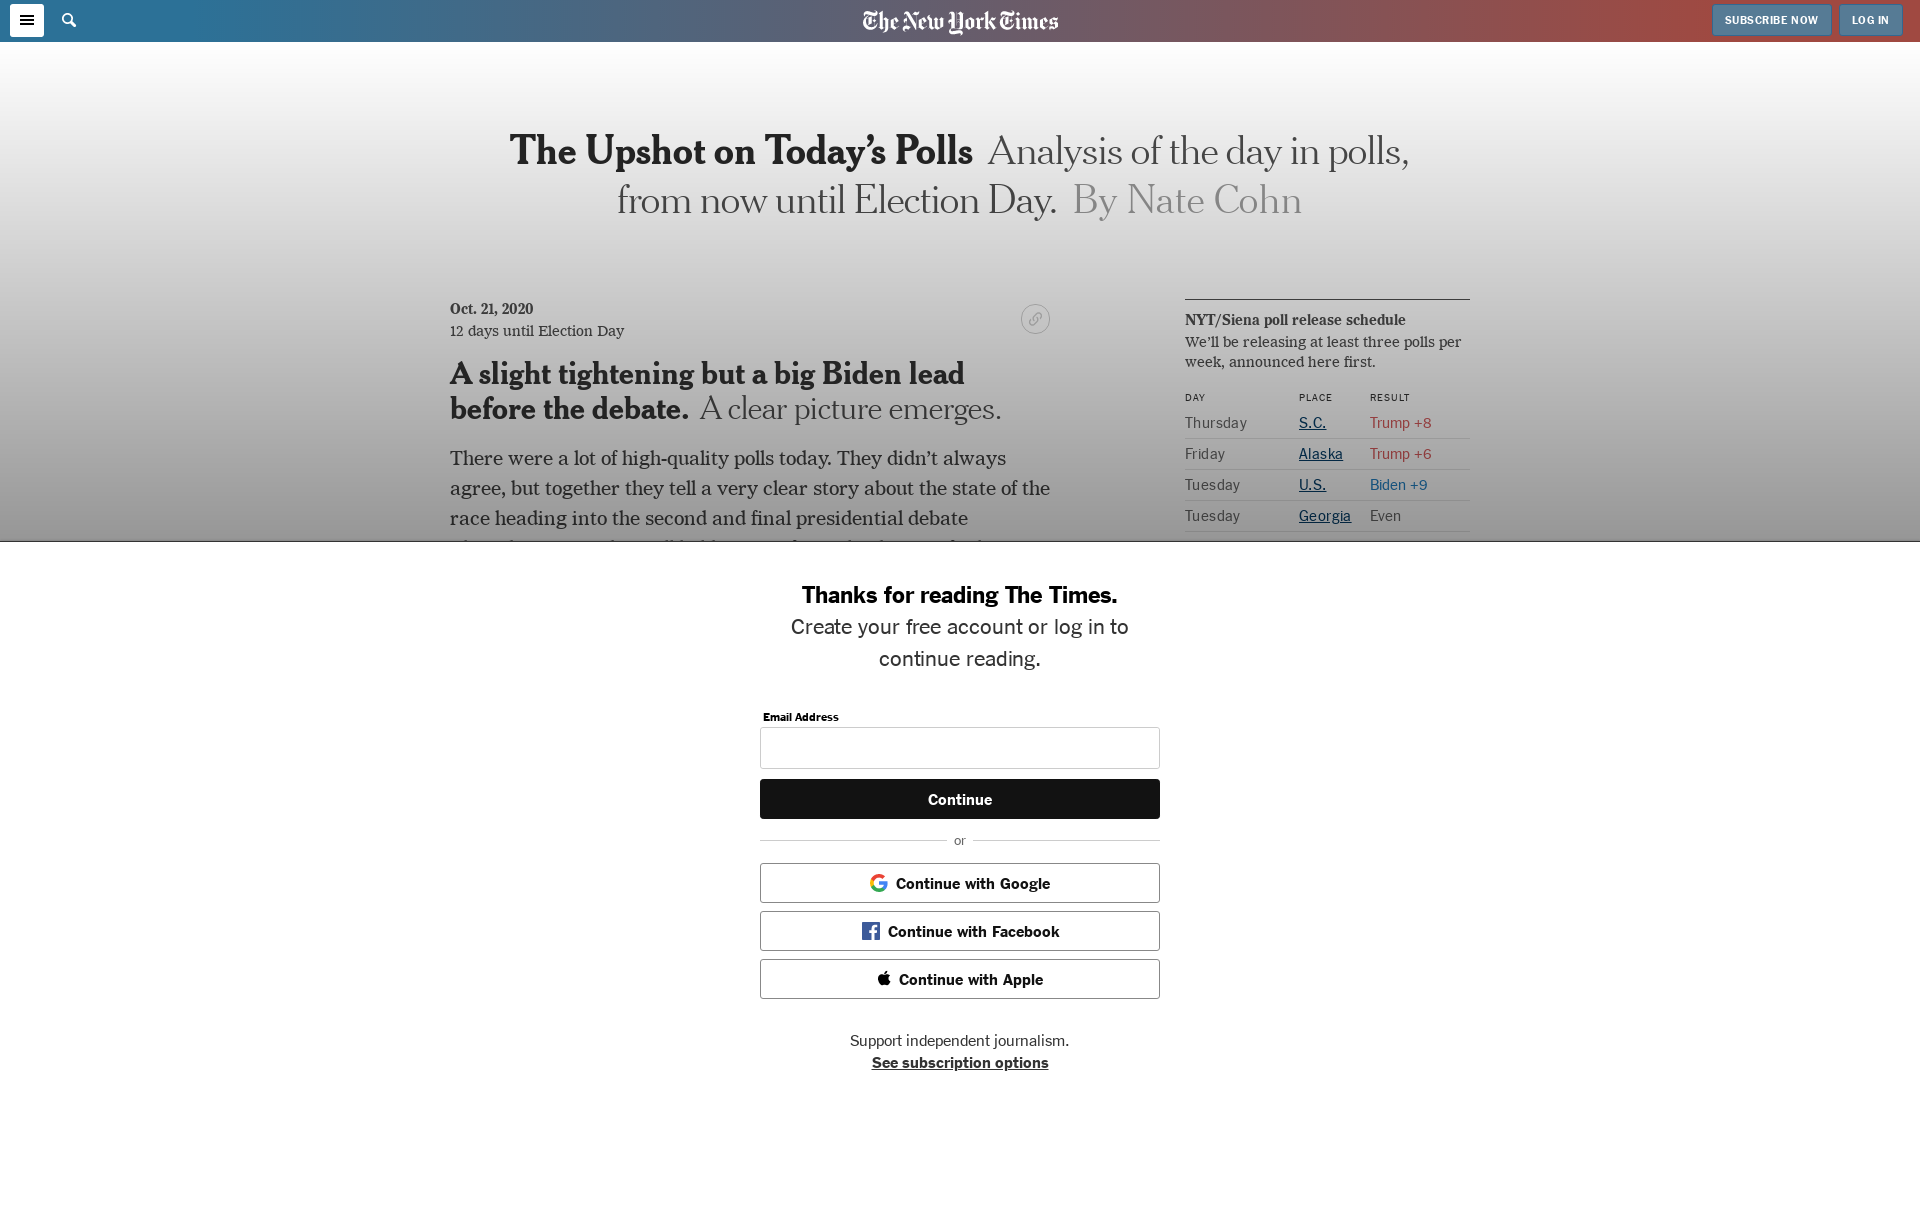 The New York Times
SUBSCRIBE NOW
LOG IN
The Upshot on Today’s Polls Analysis of the day in polls,
from now until Election Day. By Nate Cohn
Oct. 21, 2020
12 days until Election Day
A slight tightening but a big Biden lead
before the debate. A clear picture emerges.
There were a lot of high-quality polls today. They didn’t always
agree, but together they tell a very clear story about the state of the
race heading into the second and final presidential debate
NYT/Siena poll release schedule
We’ll be releasing at least three polls per
week, announced here first.
DAY PLACE RESULT
Thursday S.C. Trump +8
Friday Alaska Trump +6
Tuesday U.S. Biden +9
Tuesday Georgia Even
Thanks for reading The Times.
Create your free account or log in to
continue reading.
Email Address
Continue
or
Continue with Google
Continue with Facebook
Continue with Apple
Support independent journalism.
See subscription options